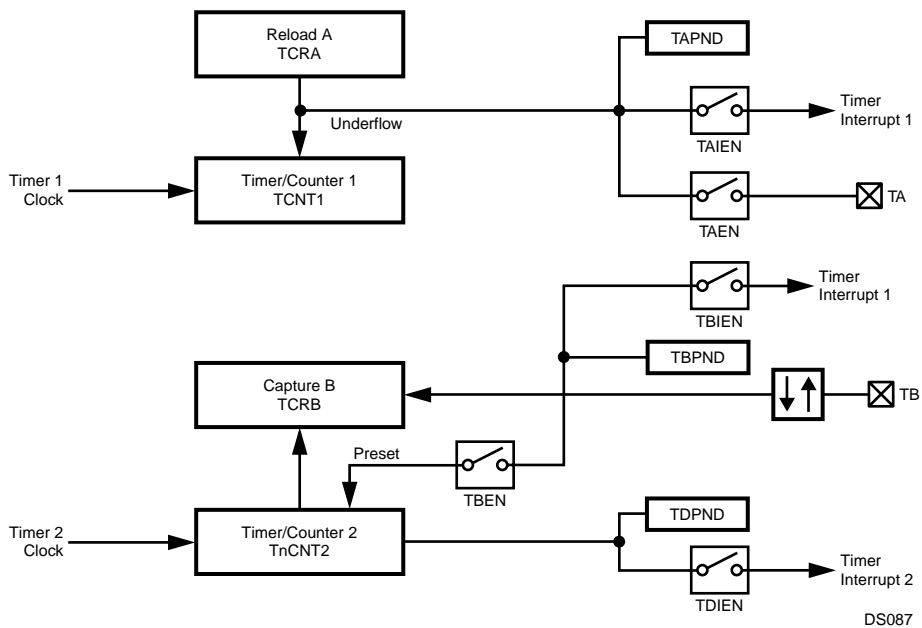 Reload A
TCRA
TAPND
Underflow
Timer
Interrupt 1
TAIEN
Timer 1
Clock
Timer/Counter 1
TCNT1
TA
TAEN
Timer
Interrupt 1
TBIEN
TBPND
Capture B
TCRB
TB
Preset
TBEN
TDPND
Timer 2
Clock
Timer/Counter 2
TnCNT2
Timer
Interrupt 2
TDIEN
DS087